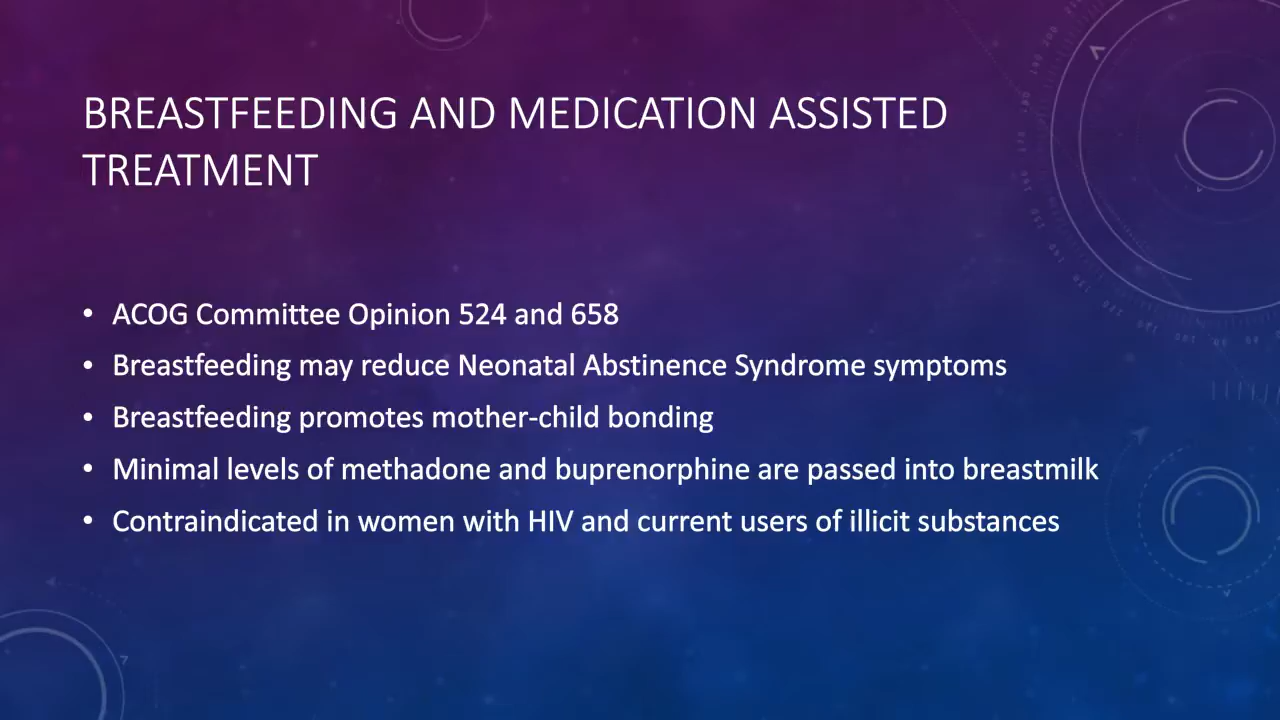 BREASTFEEDING AND MEDICATION ASSISTED
TREATMENT
• ACOG Committee Opinion 524 and 658
• Breastfeeding may reduce Neonatal Abstinence Syndrome symptoms
• Breastfeeding promotes mother-child bonding
• Minimal levels of methadone and buprenorphine are passed into breastmilk
• Contraindicated in women with HIV and current users of illicit substances